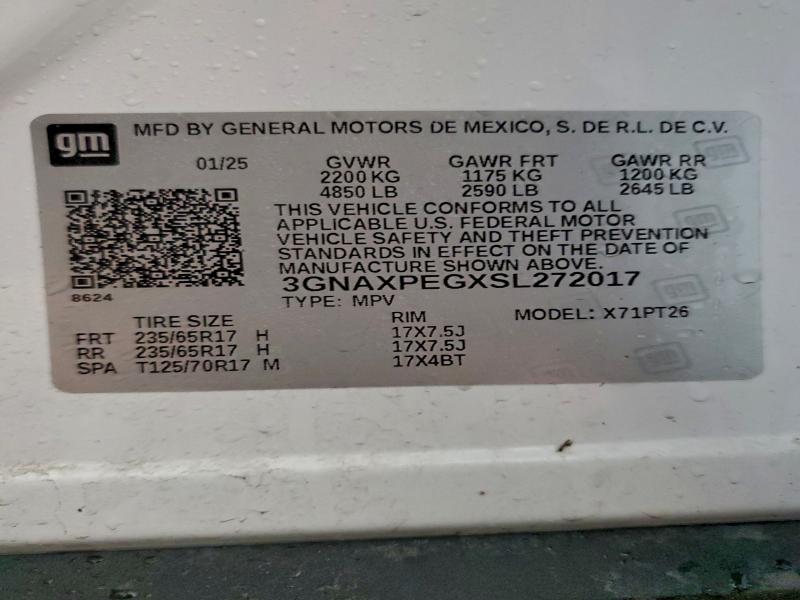 gm MFD BY GENERAL MOTORS DE MEXICO, S. DE R.L. DE C.V.
01/25 GVWR GAWR FRT GAWR RR
2200 KG 1175 KG 1200 KG
4850 LB 2590 LB 2645 LB
THIS VEHICLE CONFORMS TO ALL
APPLICABLE U.S. FEDERAL MOTOR
VEHICLE SAFETY AND THEFT PREVENTION
STANDARDS IN EFFECT ON THE DATE OF
MANUFACTURE SHOWN ABOVE.
8624
3GNAXPEGXSL272017
TYPE: MPV MODEL: X71PT26
TIRE SIZE RIM
FRT 235/65R17 H 17X7.5J
RR 235/65R17 H 17X7.5J
SPA T125/70R17 M 17X4BT